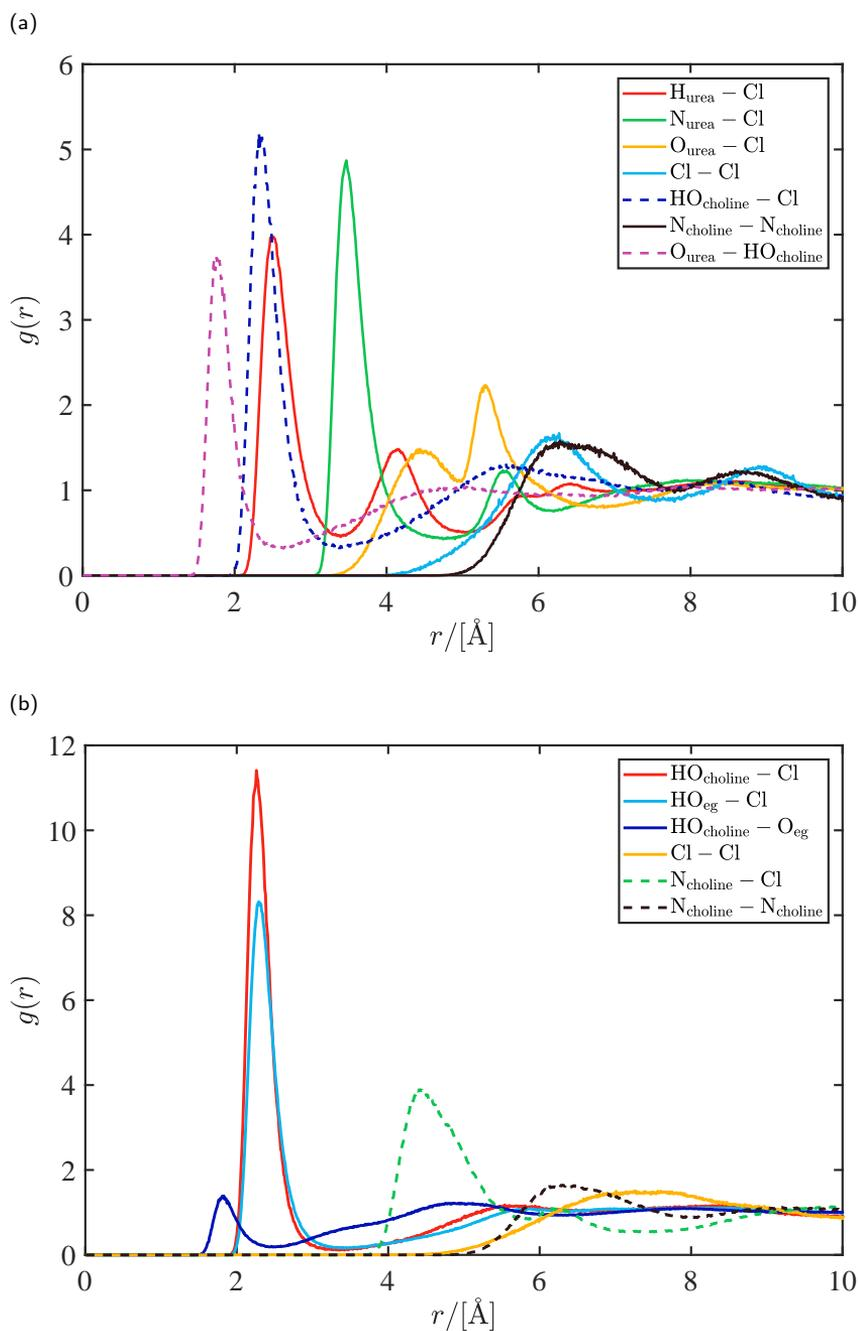 (a)
6
5
4
3
2
1
0
g(r)
H_urea − Cl
N_urea − Cl
O_urea − Cl
Cl − Cl
HO_choline − Cl
N_choline − N_choline
O_urea − HO_choline
0 2 4 6 8 10
r/[Å]
(b)
12
10
8
6
4
2
0
g(r)
HO_choline − Cl
HO_eg − Cl
HO_choline − O_eg
Cl − Cl
N_choline − Cl
N_choline − N_choline
0 2 4 6 8 10
r/[Å]